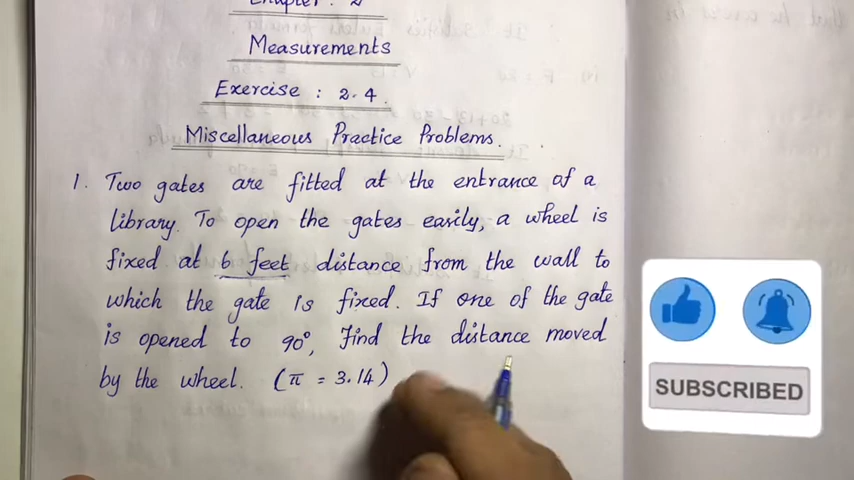 Chapter : 2
Measurements
Exercise : 2.4.
Miscellaneous Practice Problems.
1. Two gates are fitted at the entrance of a
library. To open the gates easily, a wheel is
fixed at 6 feet distance from the wall to
which the gate is fixed. If one of the gate
is opened to 90°, Find the distance moved
by the wheel. (π = 3.14)
SUBSCRIBED